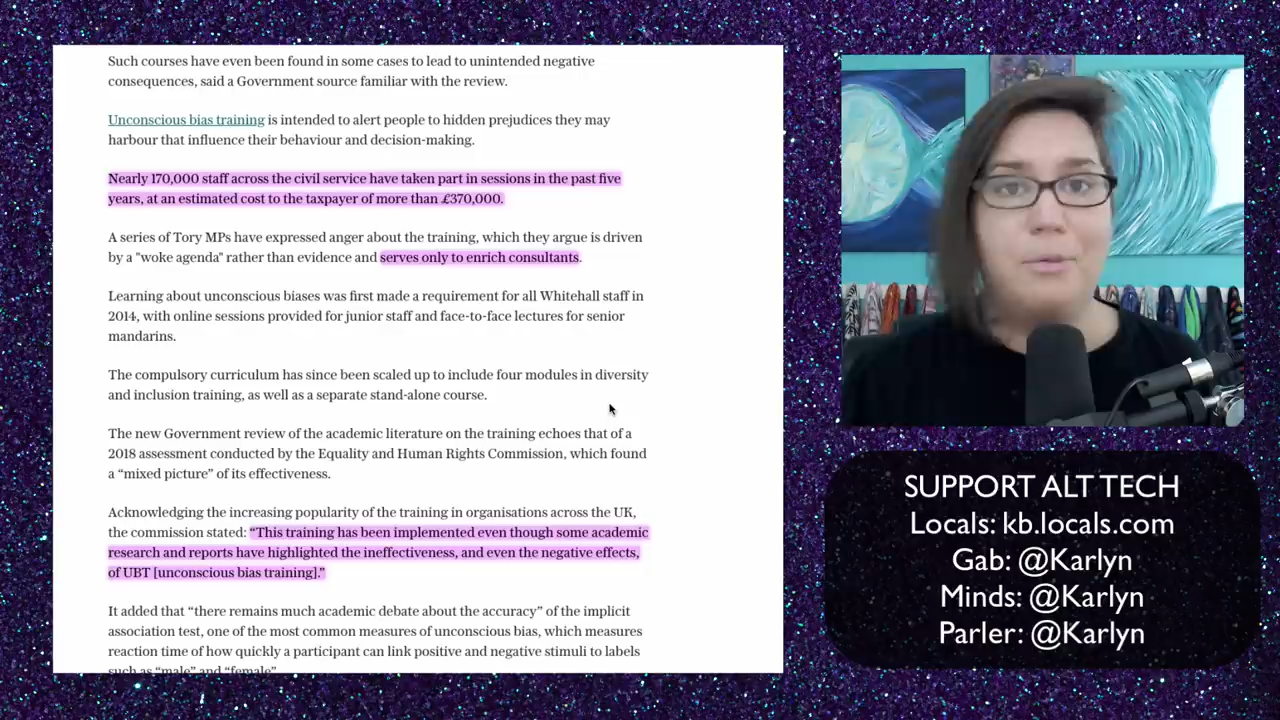 Such courses have even been found in some cases to lead to unintended negative
consequences, said a Government source familiar with the review.
Unconscious bias training is intended to alert people to hidden prejudices they may
harbour that influence their behaviour and decision-making.
Nearly 170,000 staff across the civil service have taken part in sessions in the past five
years, at an estimated cost to the taxpayer of more than £370,000.
A series of Tory MPs have expressed anger about the training, which they argue is driven
by a "woke agenda" rather than evidence and serves only to enrich consultants.
Learning about unconscious biases was first made a requirement for all Whitehall staff in
2014, with online sessions provided for junior staff and face-to-face lectures for senior
mandarins.
The compulsory curriculum has since been scaled up to include four modules in diversity
and inclusion training, as well as a separate stand-alone course.
The new Government review of the academic literature on the training echoes that of a
2018 assessment conducted by the Equality and Human Rights Commission, which found
a “mixed picture” of its effectiveness.
Acknowledging the increasing popularity of the training in organisations across the UK,
the commission stated: “This training has been implemented even though some academic
research and reports have highlighted the ineffectiveness, and even the negative effects,
of UBT [unconscious bias training].”
It added that “there remains much academic debate about the accuracy” of the implicit
association test, one of the most common measures of unconscious bias, which measures
reaction time of how quickly a participant can link positive and negative stimuli to labels
such as “male” and “female”
SUPPORT ALT TECH
Locals: kb.locals.com
Gab: @Karlyn
Minds: @Karlyn
Parler: @Karlyn